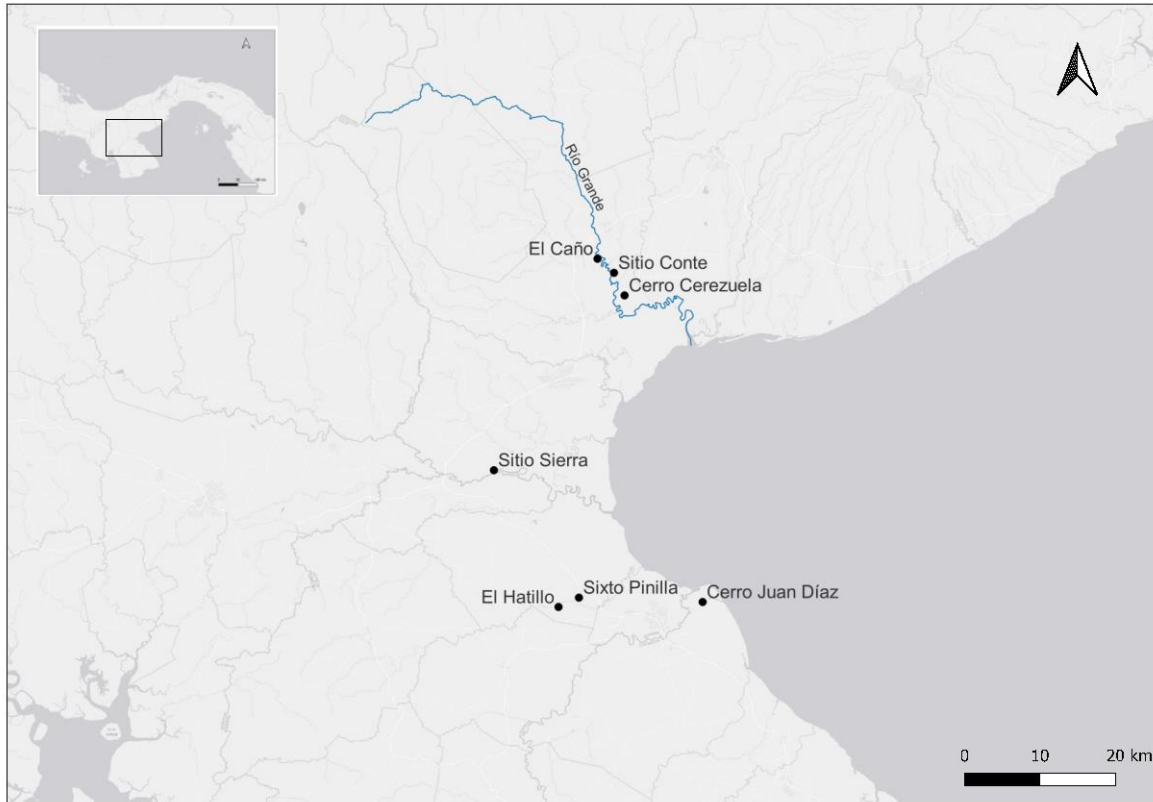 Río Grande
El Caño
Sitio Conte
Cerro Cerezuela
Sitio Sierra
Sixto Pinilla
El Hatillo
Cerro Juan Díaz
0 10 20 km